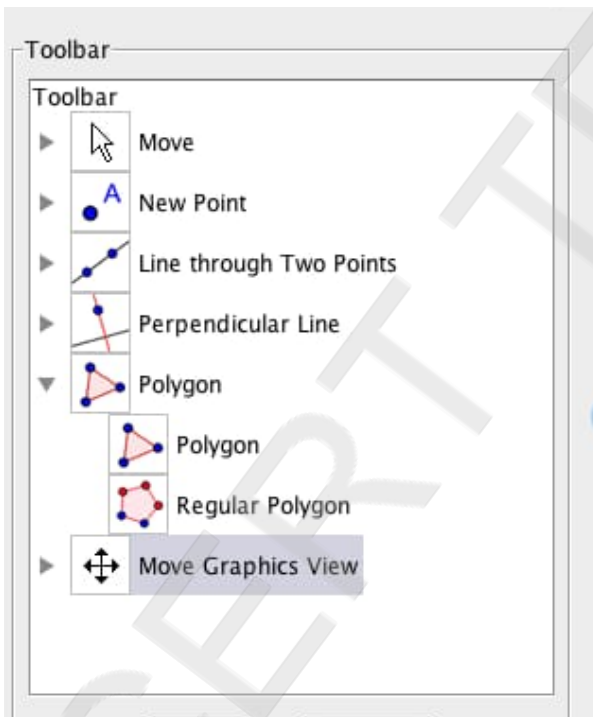 Toolbar
Toolbar
Move
A
New Point
Line through Two Points
Perpendicular Line
Polygon
Polygon
Regular Polygon
Move Graphics View